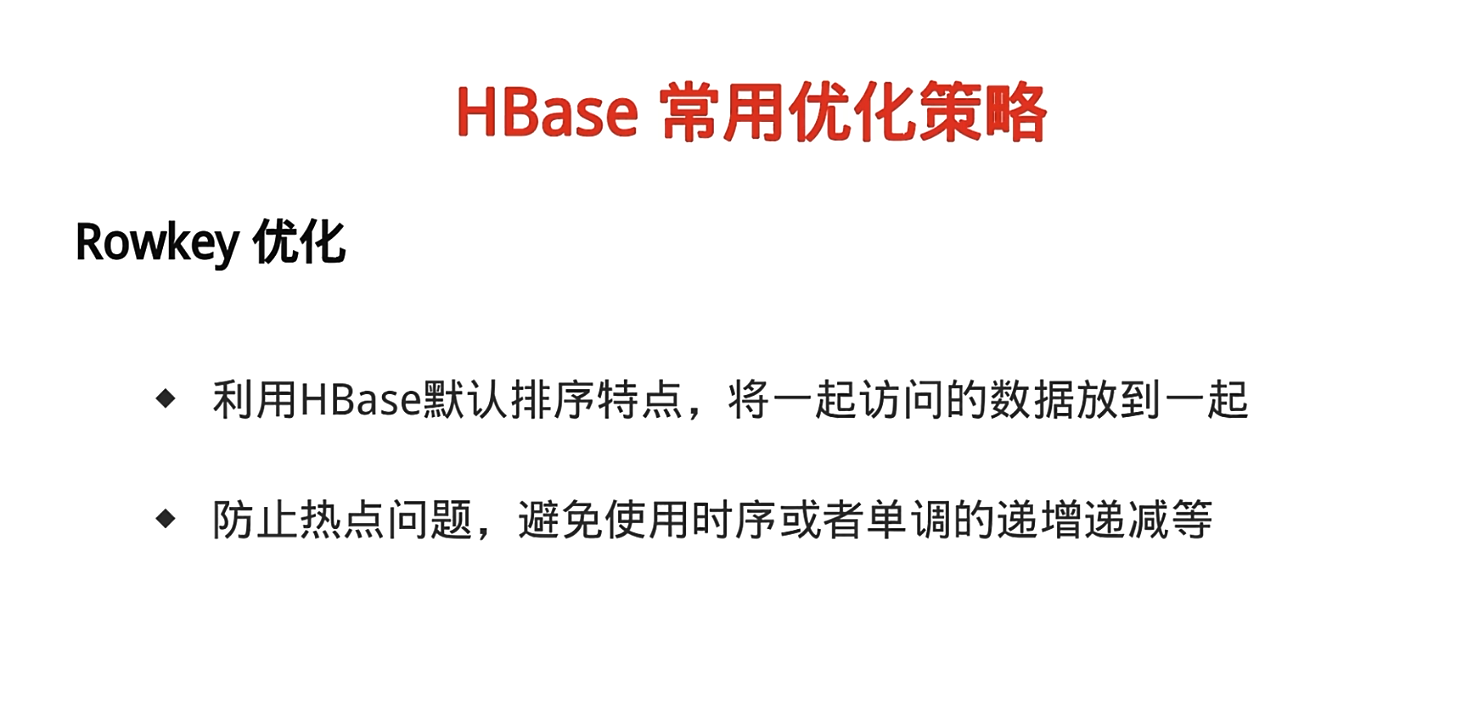 HBase 常用优化策略
Rowkey 优化
◆ 利用HBase默认排序特点，将一起访问的数据放到一起
◆ 防止热点问题，避免使用时序或者单调的递增递减等